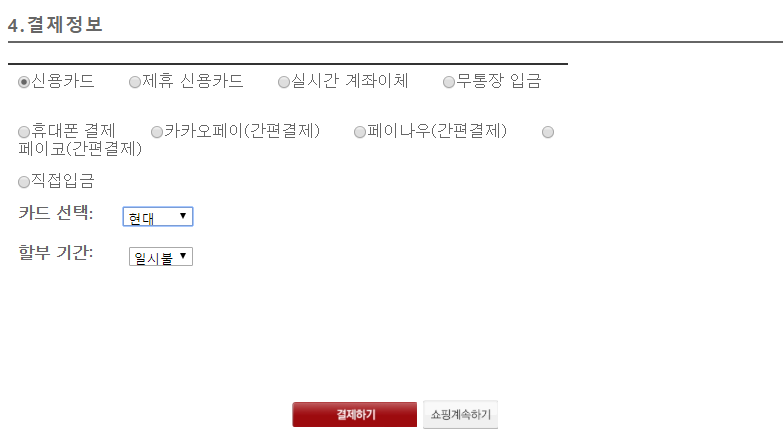 4.결제정보
신용카드 제휴 신용카드 실시간 계좌이체 무통장 입금
휴대폰 결제 카카오페이(간편결제) 페이나우(간편결제)
페이코(간편결제)
직접입금
카드 선택: 현대
할부 기간: 일시불
결제하기 쇼핑계속하기